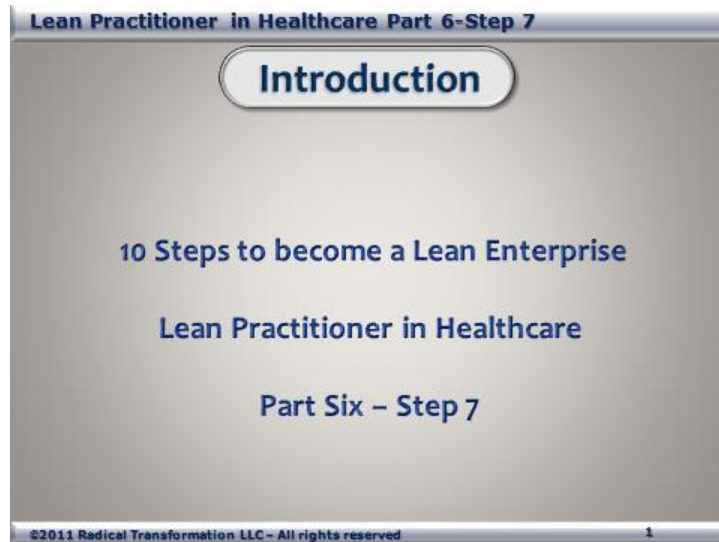 Lean Practitioner in Healthcare Part 6-Step 7
Introduction
10 Steps to become a Lean Enterprise
Lean Practitioner in Healthcare
Part Six – Step 7
©2011 Radical Transformation LLC – All rights reserved 1